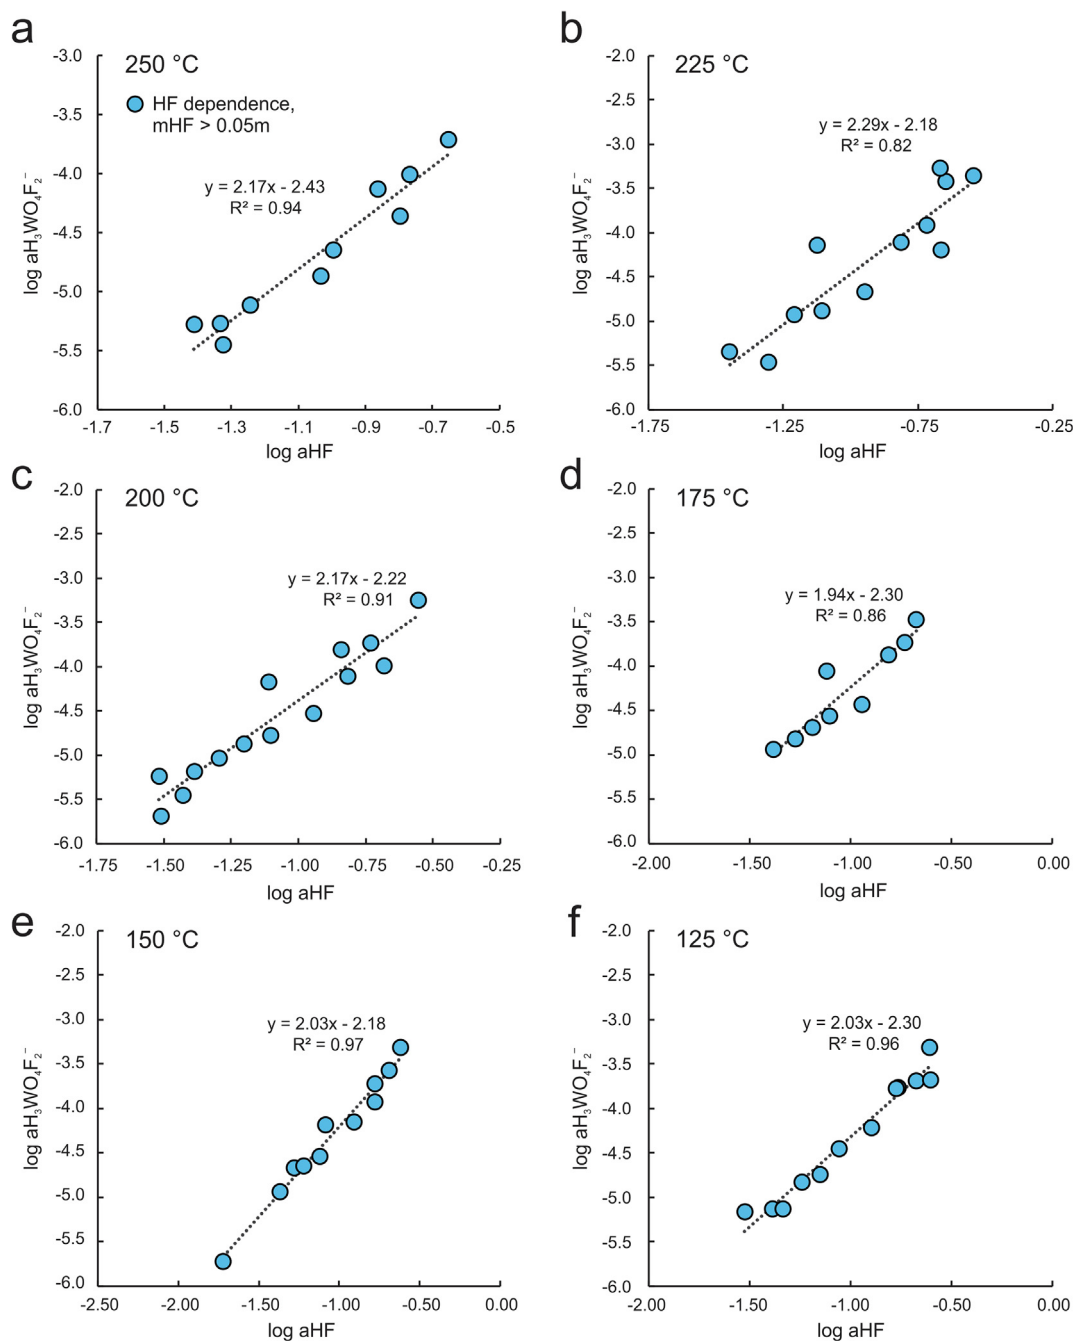 a
250 °C
HF dependence,
mHF > 0.05m
y = 2.17x - 2.43
R² = 0.94
log aH₃WO₄F₂⁻
-3.0
-3.5
-4.0
-4.5
-5.0
-5.5
-6.0
-1.7 -1.5 -1.3 -1.1 -0.9 -0.7 -0.5
log aHF
b
225 °C
y = 2.29x - 2.18
R² = 0.82
log aH₃WO₄F₂⁻
-2.0
-2.5
-3.0
-3.5
-4.0
-4.5
-5.0
-5.5
-6.0
-1.75 -1.25 -0.75 -0.25
log aHF
c
200 °C
y = 2.17x - 2.22
R² = 0.91
log aH₃WO₄F₂⁻
-2.0
-2.5
-3.0
-3.5
-4.0
-4.5
-5.0
-5.5
-6.0
-1.75 -1.50 -1.25 -1.00 -0.75 -0.50 -0.25
log aHF
d
175 °C
y = 1.94x - 2.30
R² = 0.86
log aH₃WO₄F₂⁻
-2.0
-2.5
-3.0
-3.5
-4.0
-4.5
-5.0
-5.5
-6.0
-2.00 -1.50 -1.00 -0.50 0.00
log aHF
e
150 °C
y = 2.03x - 2.18
R² = 0.97
log aH₃WO₄F₂⁻
-2.0
-2.5
-3.0
-3.5
-4.0
-4.5
-5.0
-5.5
-6.0
-2.50 -2.00 -1.50 -1.00 -0.50 0.00
log aHF
f
125 °C
y = 2.03x - 2.30
R² = 0.96
log aH₃WO₄F₂⁻
-2.0
-2.5
-3.0
-3.5
-4.0
-4.5
-5.0
-5.5
-6.0
-2.00 -1.50 -1.00 -0.50 0.00
log aHF